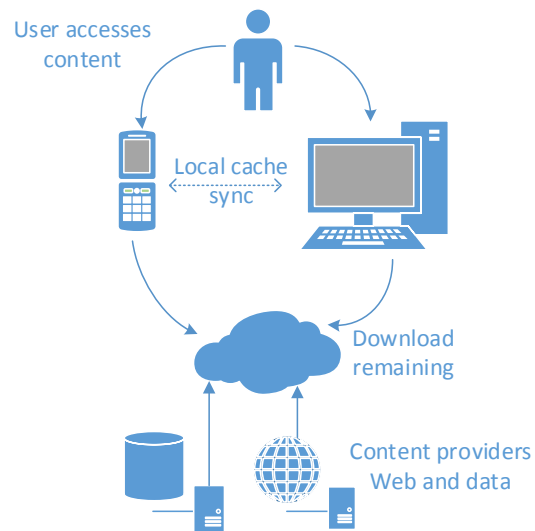 User accesses
content
Local cache
sync
Download
remaining
Content providers
Web and data